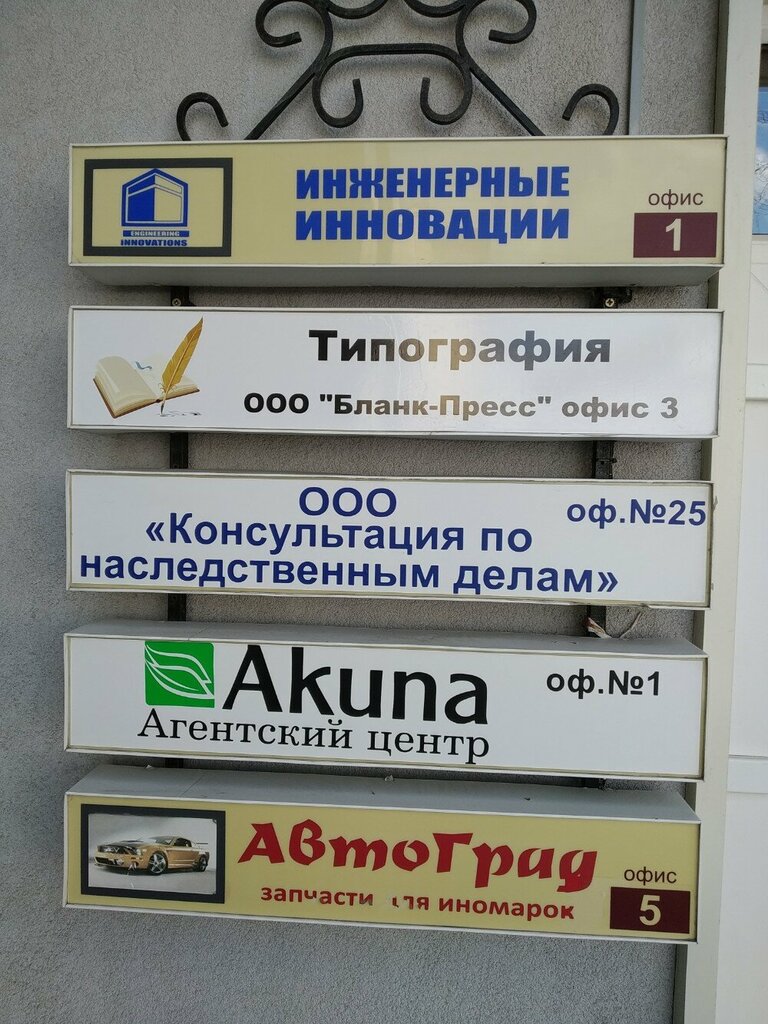 ENGINEERING
INNOVATIONS
ИНЖЕНЕРНЫЕ
ИННОВАЦИИ
офис
1
Типография
ООО "Бланк-Пресс" офис 3
ООО
«Консультация по
наследственным делам»
оф.№25
Akuna
Агентский центр
оф.№1
АвтоГрад
запчасти для иномарок
офис
5